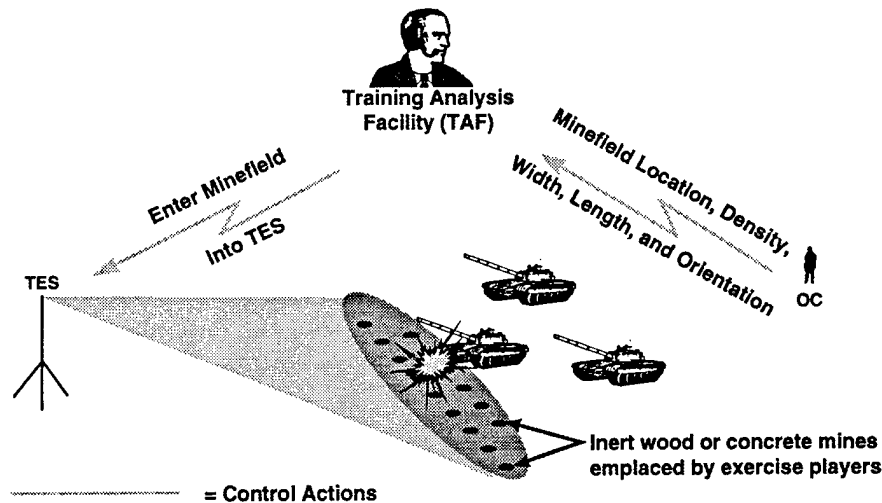 Training Analysis
Facility (TAF)
Enter Minefield
Into TES
Minefield Location, Density,
Width, Length, and Orientation
TES
OC
Inert wood or concrete mines
emplaced by exercise players
= Control Actions